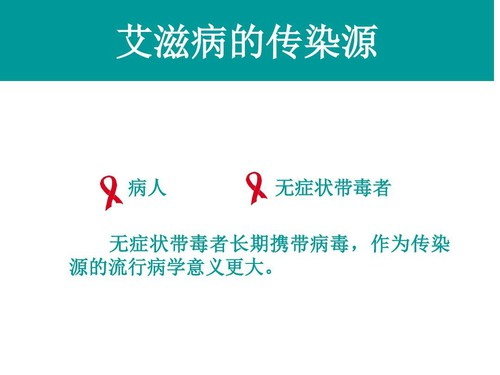 艾滋病的传染源
病人 无症状带毒者
无症状带毒者长期携带病毒，作为传染
源的流行病学意义更大。